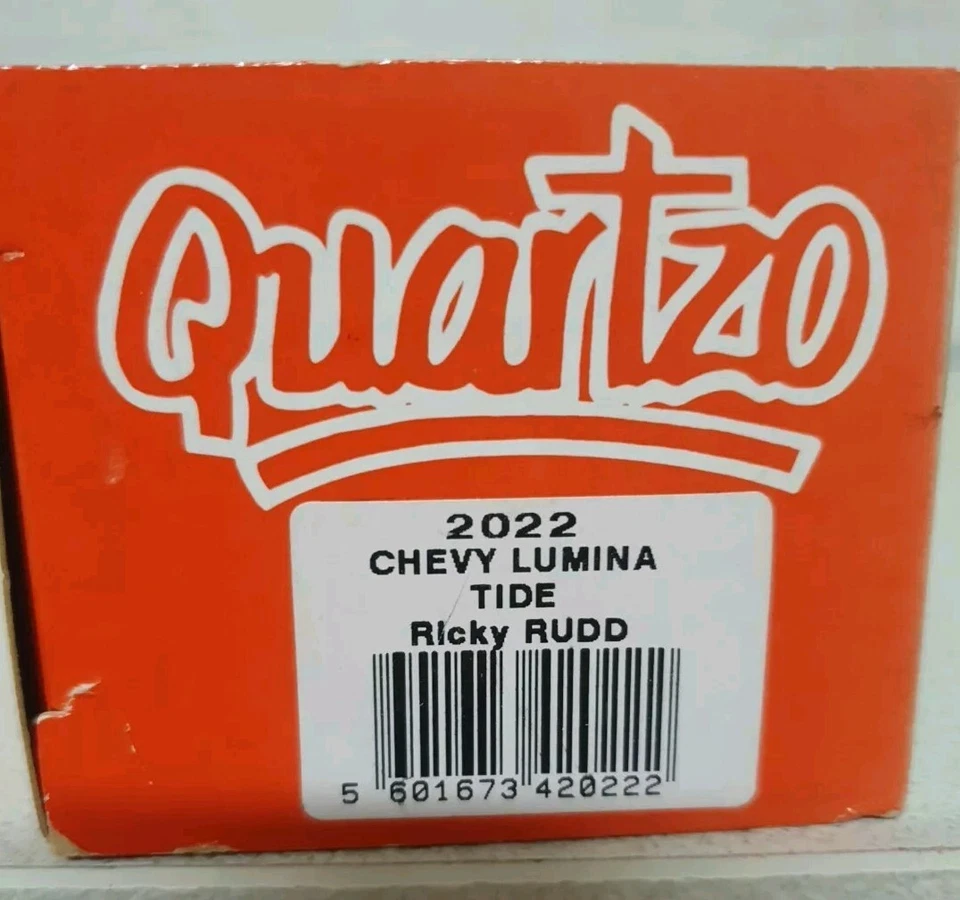 Quartzo
2022
CHEVY LUMINA
TIDE
Ricky RUDD
5 601673 420222